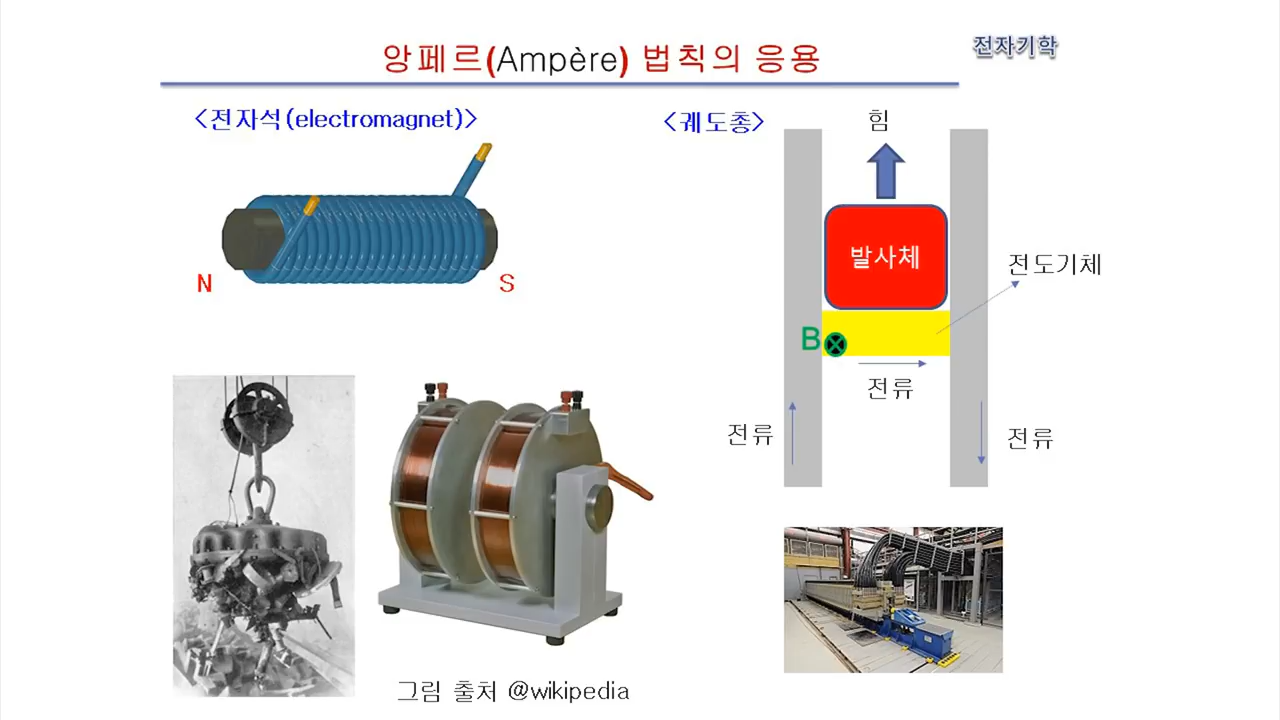 앙페르(Ampère) 법칙의 응용
전자기학
<전자석(electromagnet)>
N
S
<궤도총>
힘
발사체
전도기체
B
전류
전류
전류
그림 출처 @wikipedia